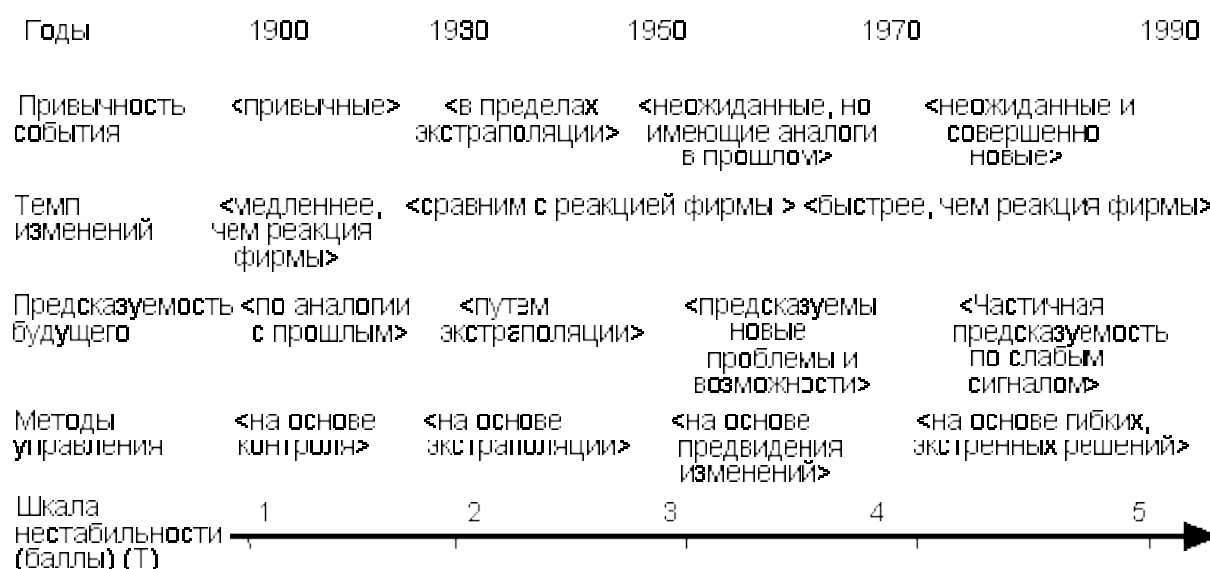 Годы 1900 1930 1950 1970 1990
Привычность <привычные> <в пределах <неожиданные, но <неожиданные и
события экстраполяции> имеющие аналоги совершенно
в прошлом> новые>
Темп <медленнее, <сравним с реакцией фирмы > <быстрее, чем реакция фирмы>
изменений чем реакция
фирмы>
Предсказуемость <по аналогии <путем <предсказуемы <Частичная
будущего с прошлым> экстраполяции> новые предсказуемость
проблемы и по слабым
возможности> сигналом>
Методы <на основе <на основе <на основе <на основе гибких,
управления контроля> экстраполяции> предвидения экстренных решений>
изменений>
Шкала 1 2 3 4 5
нестабильности
(баллы) (Т)